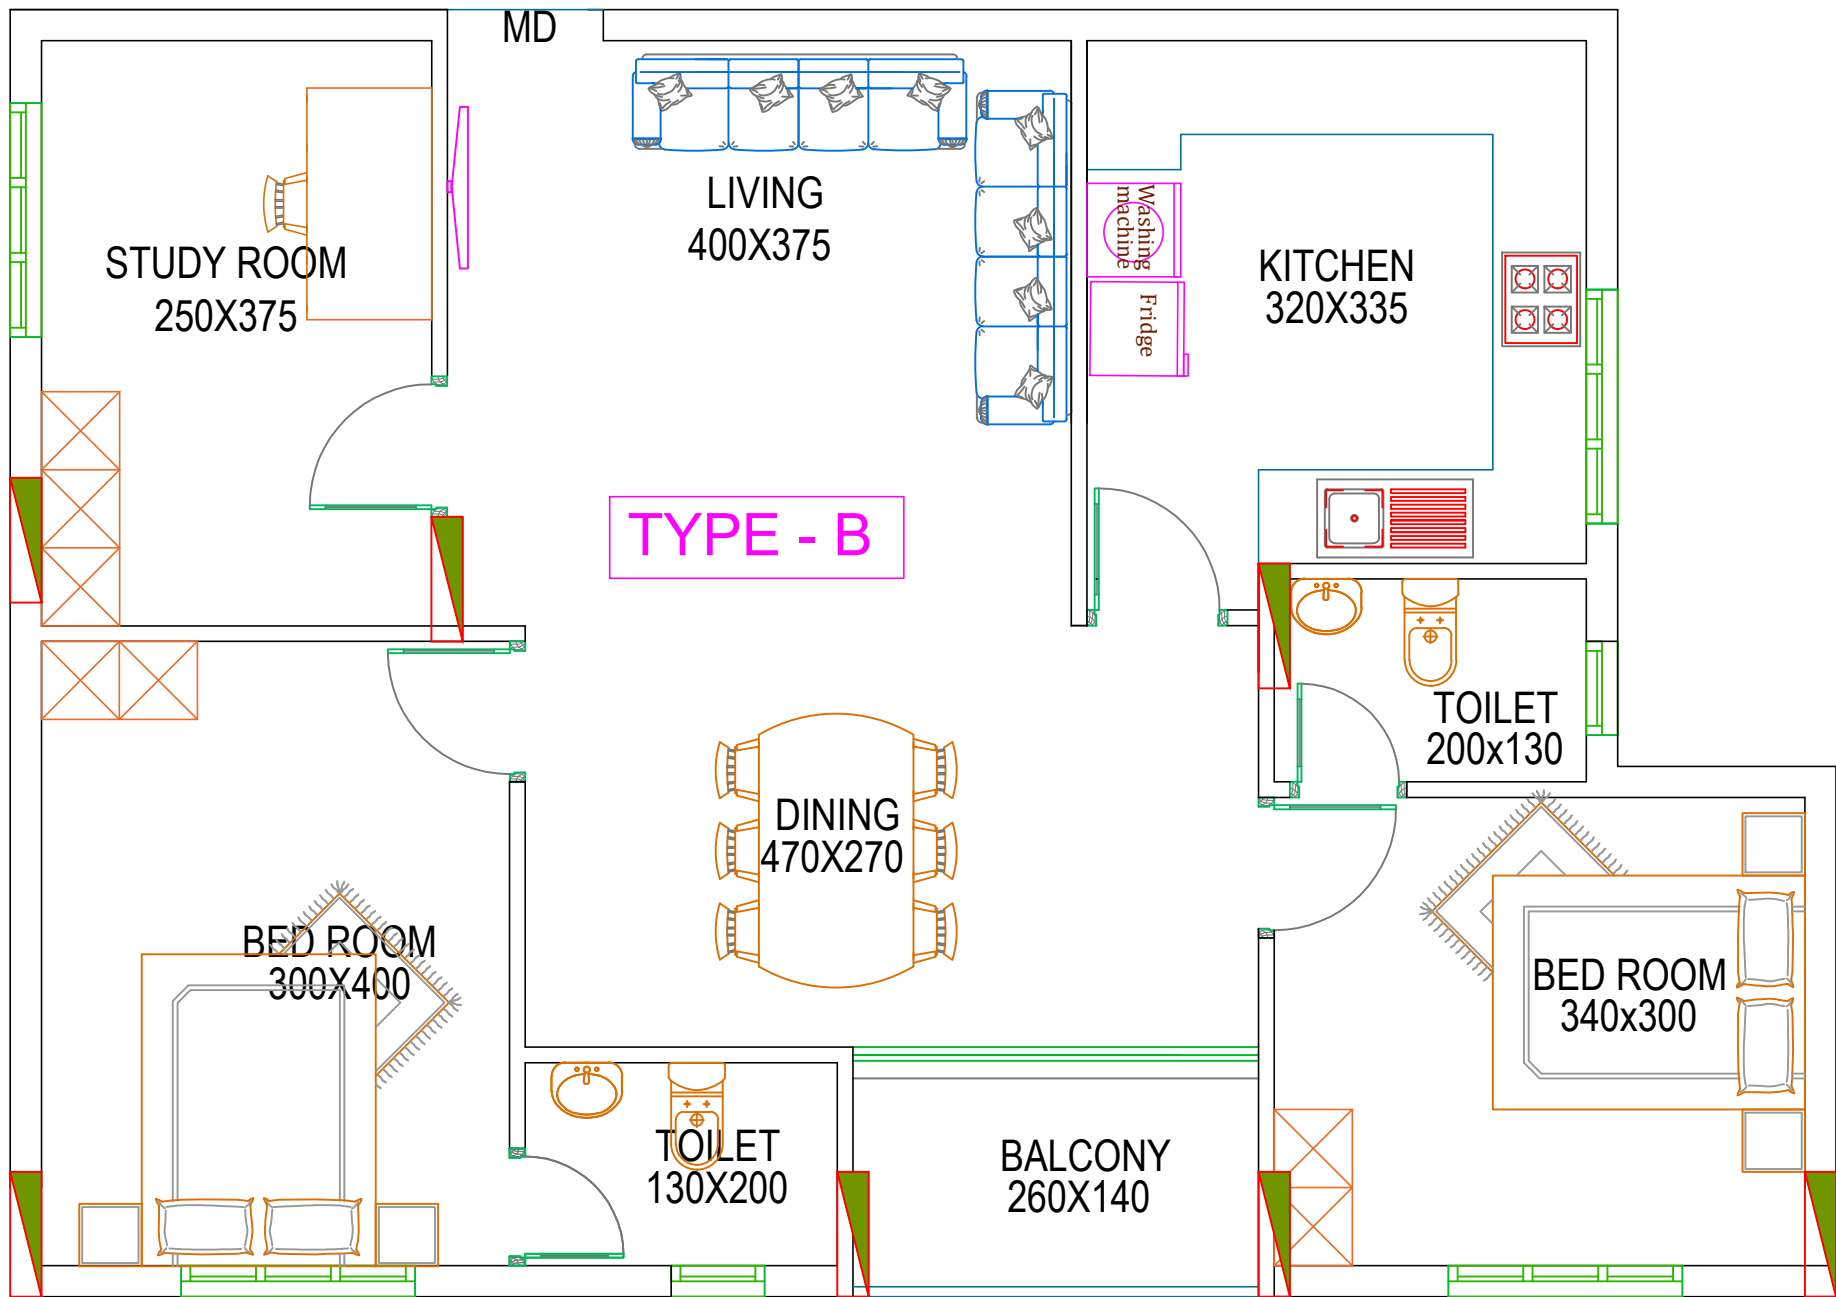 MD
LIVING
400X375
STUDY ROOM
250X375
Washing
machine
Fridge
KITCHEN
320X335
TYPE - B
TOILET
200x130
DINING
470X270
BED ROOM
300X400
BED ROOM
340x300
TOILET
130X200
BALCONY
260X140